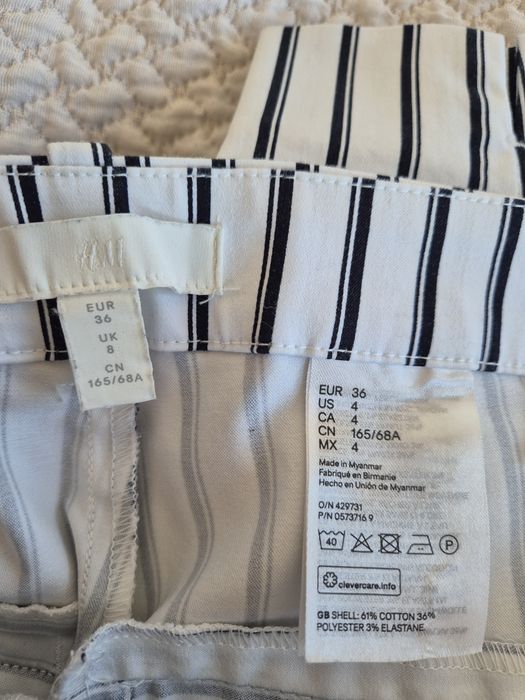 H&M
EUR
36
UK
8
CN
165/68A
EUR 36
US 4
CA 4
CN 165/68A
MX 4
Made in Myanmar
Fabriqué en Birmanie
Hecho en Unión de Myanmar
O/N 429731
P/N 0573716 9
40 P
clevercare.info
GB SHELL: 61% COTTON 36%
POLYESTER 3% ELASTANE.